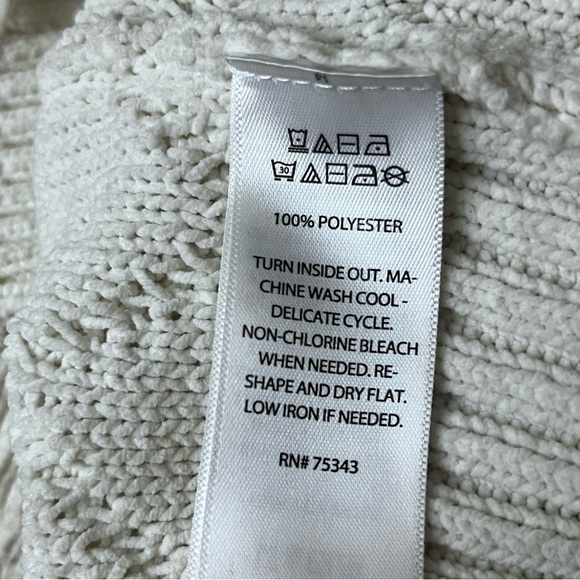 30
100% POLYESTER
TURN INSIDE OUT. MA-
CHINE WASH COOL -
DELICATE CYCLE.
NON-CHLORINE BLEACH
WHEN NEEDED. RE-
SHAPE AND DRY FLAT.
LOW IRON IF NEEDED.
RN# 75343